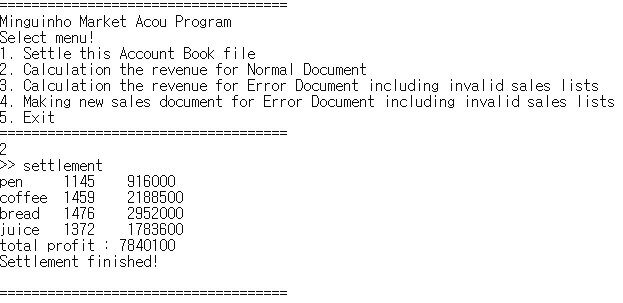 ====================================
Minguinho Market Acou Program
Select menu!
1. Settle this Account Book file
2. Calculation the revenue for Normal Document
3. Calculation the revenue for Error Document including invalid sales lists
4. Making new sales document for Error Document including invalid sales lists
5. Exit
====================================
2
>> settlement
pen 1145 916000
coffee 1459 2188500
bread 1476 2952000
juice 1372 1783600
total profit : 7840100
Settlement finished!
====================================